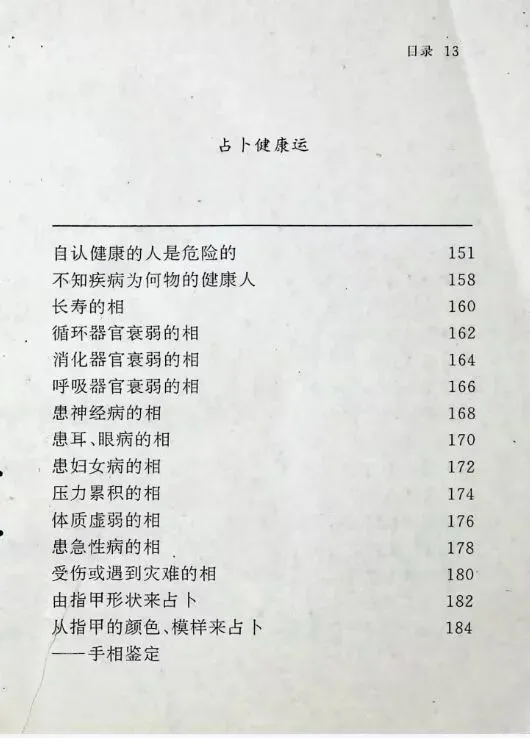 目录 13
占卜健康运
自认健康的人是危险的 151
不知疾病为何物的健康人 158
长寿的相 160
循环器官衰弱的相 162
消化器官衰弱的相 164
呼吸器官衰弱的相 166
患神经病的相 168
患耳、眼病的相 170
患妇女病的相 172
压力累积的相 174
体质虚弱的相 176
患急性病的相 178
受伤或遇到灾难的相 180
由指甲形状来占卜 182
从指甲的颜色、模样来占卜 184
——手相鉴定